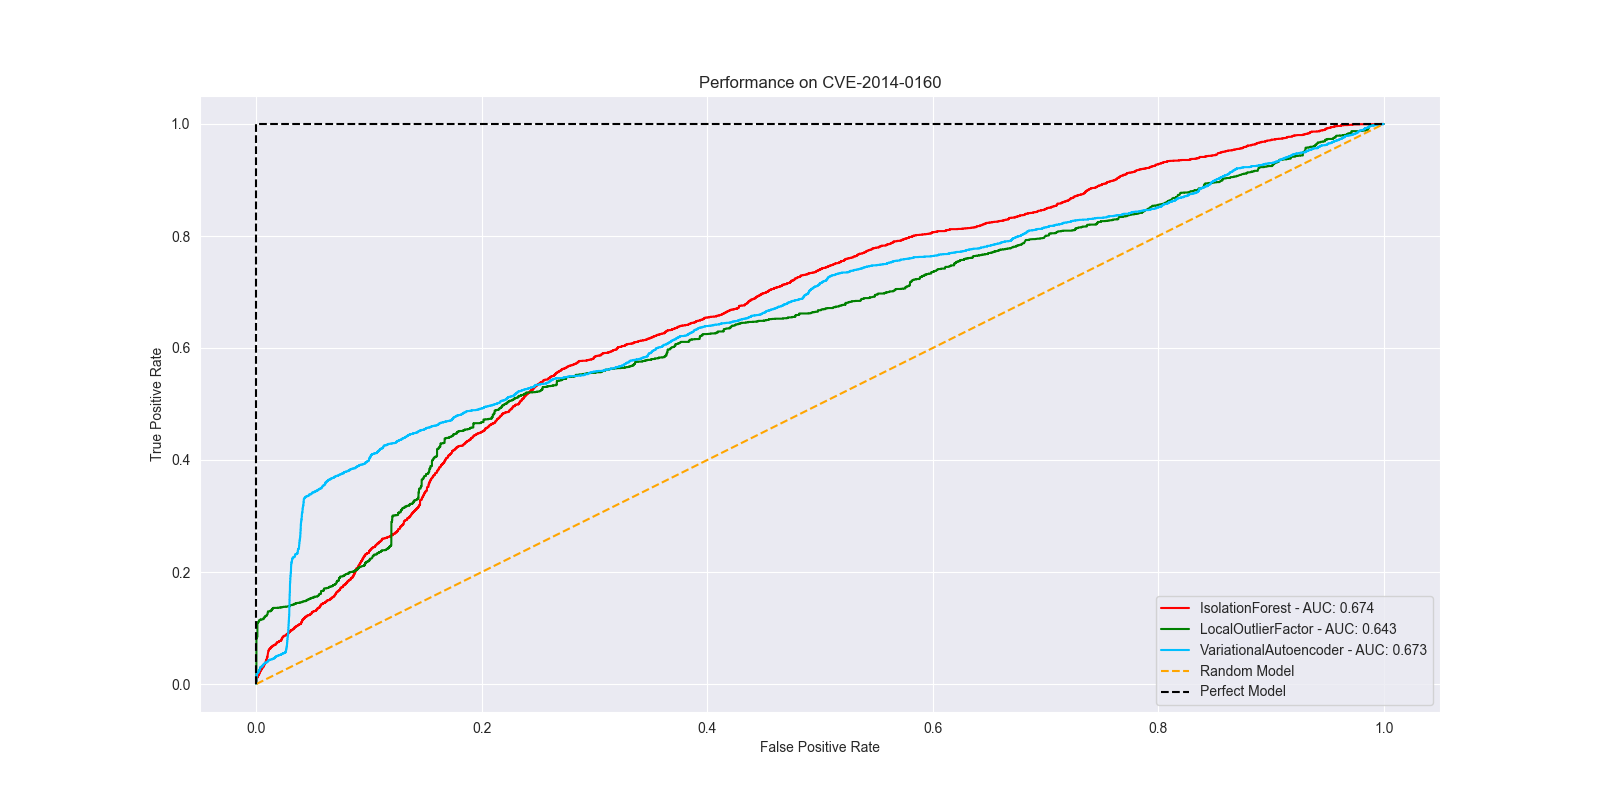 Performance on CVE-2014-0160
1.0
0.8
0.6
0.4
0.2
0.0
True Positive Rate
0.0 0.2 0.4 0.6 0.8 1.0
False Positive Rate
IsolationForest - AUC: 0.674
LocalOutlierFactor - AUC: 0.643
VariationalAutoencoder - AUC: 0.673
Random Model
Perfect Model